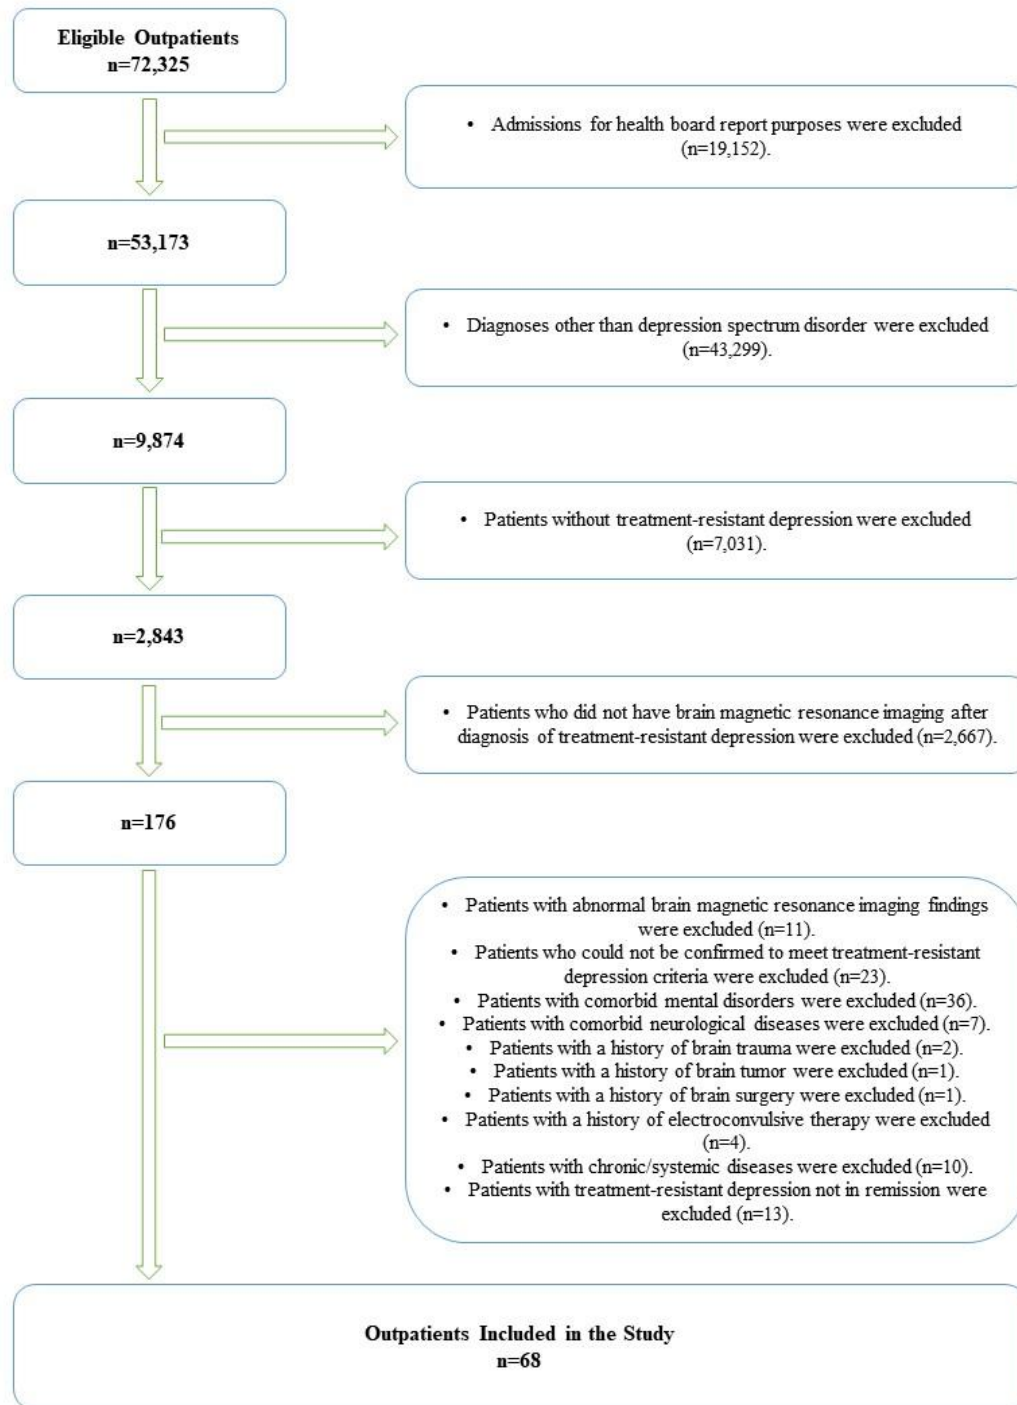 Eligible Outpatients
n=72,325
• Admissions for health board report purposes were excluded
(n=19,152).
n=53,173
• Diagnoses other than depression spectrum disorder were excluded
(n=43,299).
n=9,874
• Patients without treatment-resistant depression were excluded
(n=7,031).
n=2,843
• Patients who did not have brain magnetic resonance imaging after
diagnosis of treatment-resistant depression were excluded (n=2,667).
n=176
• Patients with abnormal brain magnetic resonance imaging findings
were excluded (n=11).
• Patients who could not be confirmed to meet treatment-resistant
depression criteria were excluded (n=23).
• Patients with comorbid mental disorders were excluded (n=36).
• Patients with comorbid neurological diseases were excluded (n=7).
• Patients with a history of brain trauma were excluded (n=2).
• Patients with a history of brain tumor were excluded (n=1).
• Patients with a history of brain surgery were excluded (n=1).
• Patients with a history of electroconvulsive therapy were excluded
(n=4).
• Patients with chronic/systemic diseases were excluded (n=10).
• Patients with treatment-resistant depression not in remission were
excluded (n=13).
Outpatients Included in the Study
n=68